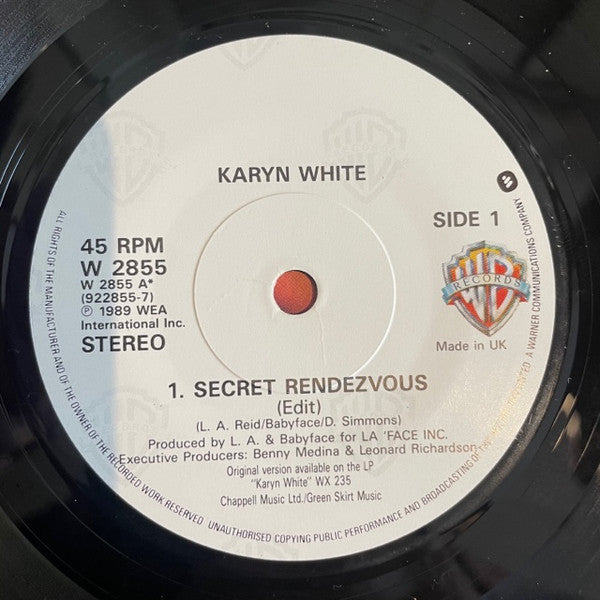 KARYN WHITE
SIDE 1
45 RPM
W 2855
W 2855 A*
(922855-7)
Ⓟ 1989 WEA
International Inc.
STEREO
WB
RECORDS
Made in UK
1. SECRET RENDEZVOUS
(Edit)
(L. A. Reid/Babyface/D. Simmons)
Produced by L. A. & Babyface for LA 'FACE INC.
Executive Producers: Benny Medina & Leonard Richardson
Original version available on the LP
"Karyn White" WX 235
Chappell Music Ltd./Green Skirt Music
ALL RIGHTS OF THE MANUFACTURER AND OF THE OWNER OF THE RECORDED WORK RESERVED UNAUTHORISED COPYING PUBLIC PERFORMANCE AND BROADCASTING OF
A WARNER COMMUNICATIONS COMPANY